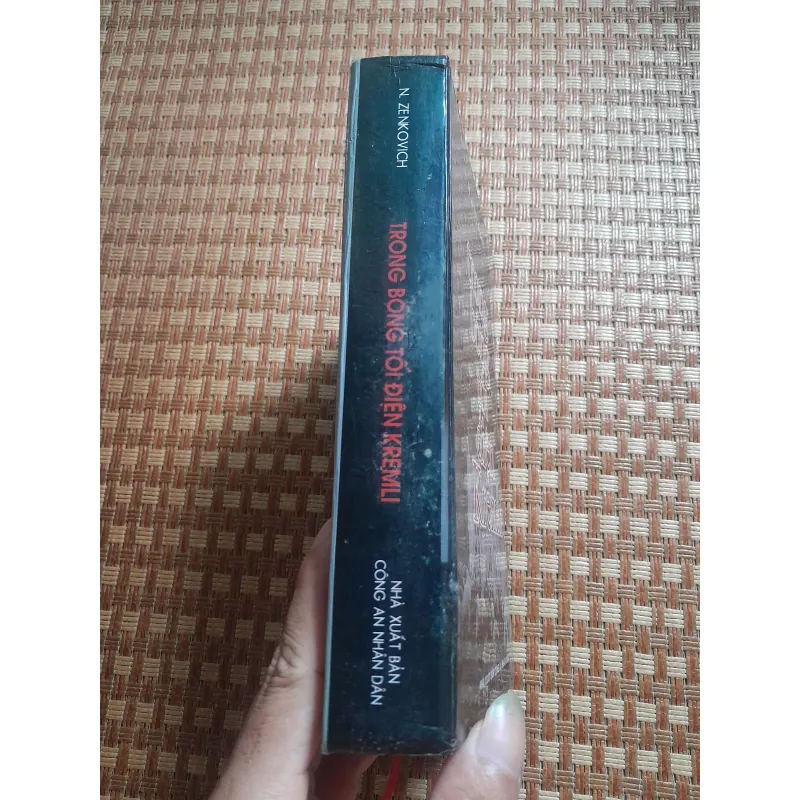 N. ZENKOVICH
TRONG BÓNG TỐI ĐIỆN KREMLI
NHÀ XUẤT BẢN
CÔNG AN NHÂN DÂN